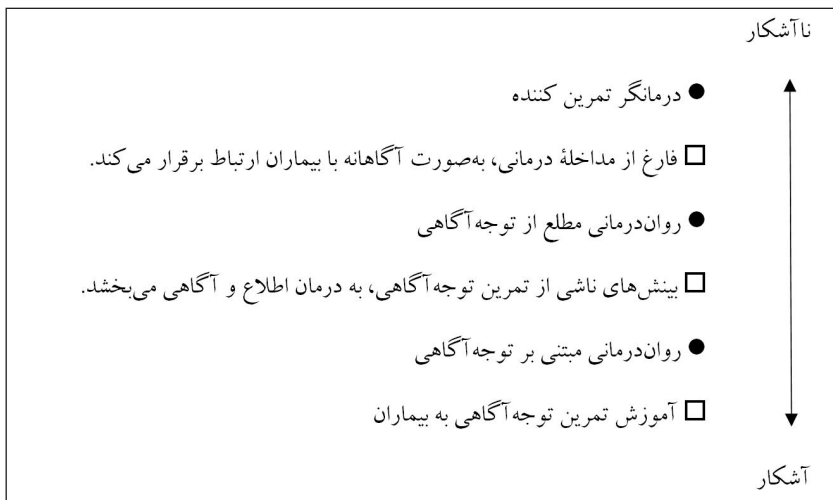 ناآشکار
● درمانگر تمرین کننده
☐ فارغ از مداخلهٔ درمانی، به‌صورت آگاهانه با بیماران ارتباط برقرار می‌کند.
● روان‌درمانی مطلع از توجه‌آگاهی
☐ بینش‌های ناشی از تمرین توجه‌آگاهی، به درمان اطلاع و آگاهی می‌بخشد.
● روان‌درمانی مبتنی بر توجه‌آگاهی
☐ آموزش تمرین توجه‌آگاهی به بیماران
آشکار